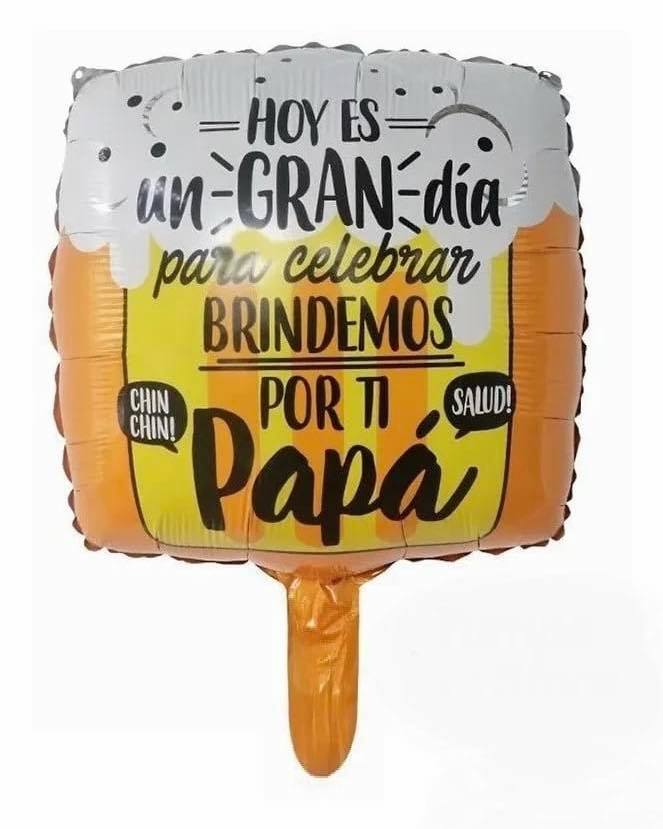 HOY ES
un GRAN día
para celebrar
BRINDEMOS
POR TI
Papá
CHIN
CHIN!
SALUD!